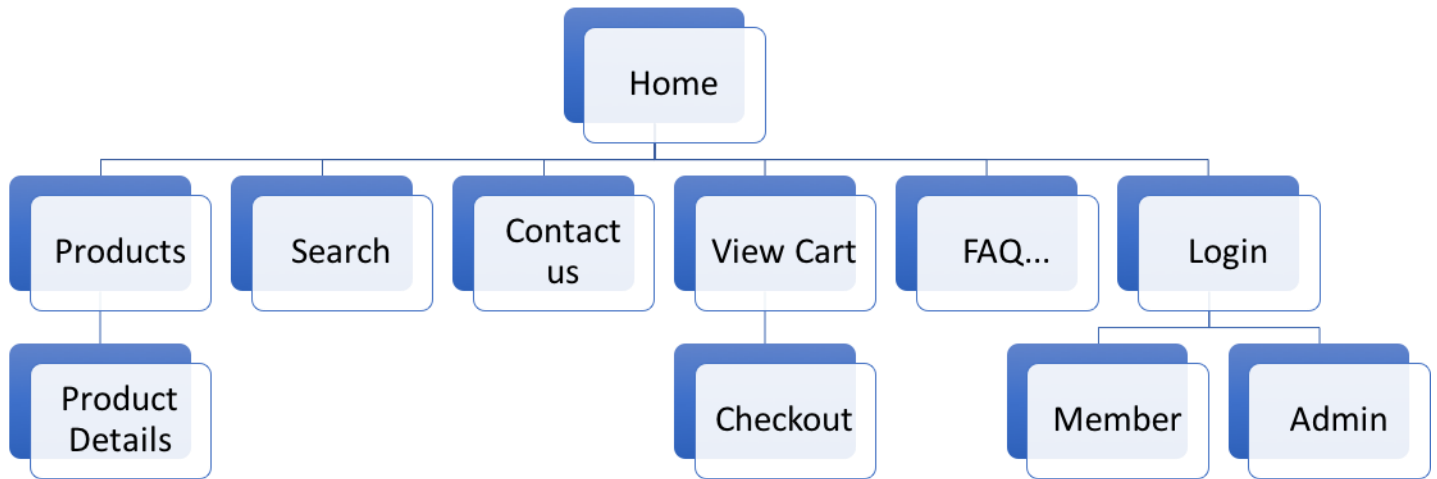 Home
Products
Search
Contact
us
View Cart
FAQ...
Login
Product
Details
Checkout
Member
Admin